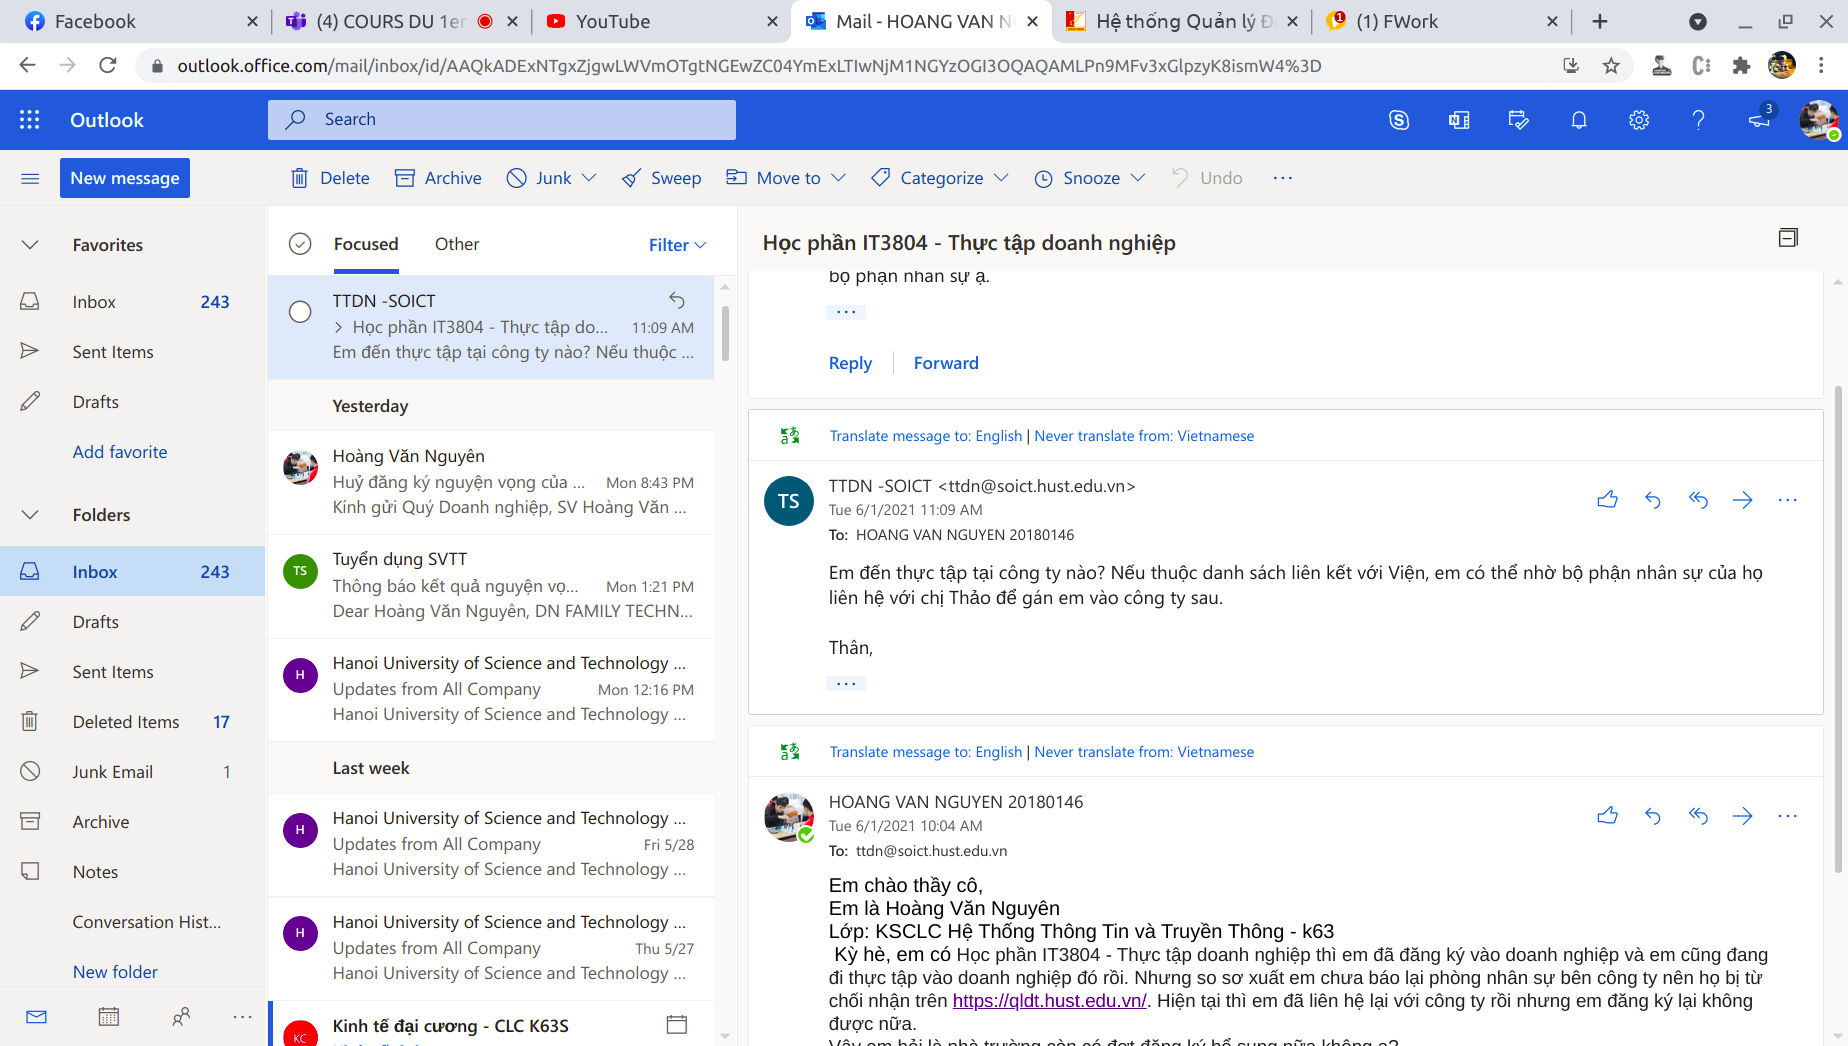 Facebook
(4) COURS DU 1er
YouTube
Mail - HOANG VAN N
Hệ thống Quản lý Đ
(1) FWork
outlook.office.com/mail/inbox/id/AAQkADExNTgxZjgwLWVmOTgtNGEwZC04YmExLTIwNjM1NGYzOGI3OQAQAMLPn9MFv3xGlpzyK8ismW4%3D
Outlook
Search
3
New message
Delete
Archive
Junk
Sweep
Move to
Categorize
Snooze
Undo
Favorites
Inbox 243
Sent Items
Drafts
Add favorite
Folders
Inbox 243
Drafts
Sent Items
Deleted Items 17
Junk Email 1
Archive
Notes
Conversation Hist...
New folder
Focused Other Filter
TTDN -SOICT
Học phần IT3804 - Thực tập do... 11:09 AM
Em đến thực tập tại công ty nào? Nếu thuộc ...
Yesterday
Hoàng Văn Nguyên
Huỷ đăng ký nguyện vọng của ... Mon 8:43 PM
Kính gửi Quý Doanh nghiệp, SV Hoàng Văn ...
TS
Tuyển dụng SVTT
Thông báo kết quả nguyện vọ... Mon 1:21 PM
Dear Hoàng Văn Nguyên, DN FAMILY TECHN...
H
Hanoi University of Science and Technology ...
Updates from All Company Mon 12:16 PM
Hanoi University of Science and Technology ...
Last week
H
Hanoi University of Science and Technology ...
Updates from All Company Fri 5/28
Hanoi University of Science and Technology ...
H
Hanoi University of Science and Technology ...
Updates from All Company Thu 5/27
Hanoi University of Science and Technology ...
KC
Kinh tế đại cương - CLC K63S
Học phần IT3804 - Thực tập doanh nghiệp
bộ phận nhân sự ạ.
Reply Forward
Translate message to: English | Never translate from: Vietnamese
TS
TTDN -SOICT <ttdn@soict.hust.edu.vn>
Tue 6/1/2021 11:09 AM
To: HOANG VAN NGUYEN 20180146
Em đến thực tập tại công ty nào? Nếu thuộc danh sách liên kết với Viện, em có thể nhờ bộ phận nhân sự của họ
liên hệ với chị Thảo để gán em vào công ty sau.
Thân,
Translate message to: English | Never translate from: Vietnamese
HOANG VAN NGUYEN 20180146
Tue 6/1/2021 10:04 AM
To: ttdn@soict.hust.edu.vn
Em chào thầy cô,
Em là Hoàng Văn Nguyên
Lớp: KSCLC Hệ Thống Thông Tin và Truyền Thông - k63
Kỳ hè, em có Học phần IT3804 - Thực tập doanh nghiệp thì em đã đăng ký vào doanh nghiệp và em cũng đang
đi thực tập vào doanh nghiệp đó rồi. Nhưng so sơ xuất em chưa báo lại phòng nhân sự bên công ty nên họ bị từ
chối nhận trên https://qldt.hust.edu.vn/. Hiện tại thì em đã liên hệ lại với công ty rồi nhưng em đăng ký lại không
được nữa.
Vậy em hỏi là nhà trường còn có đợt đăng ký bổ sung nữa không ạ?